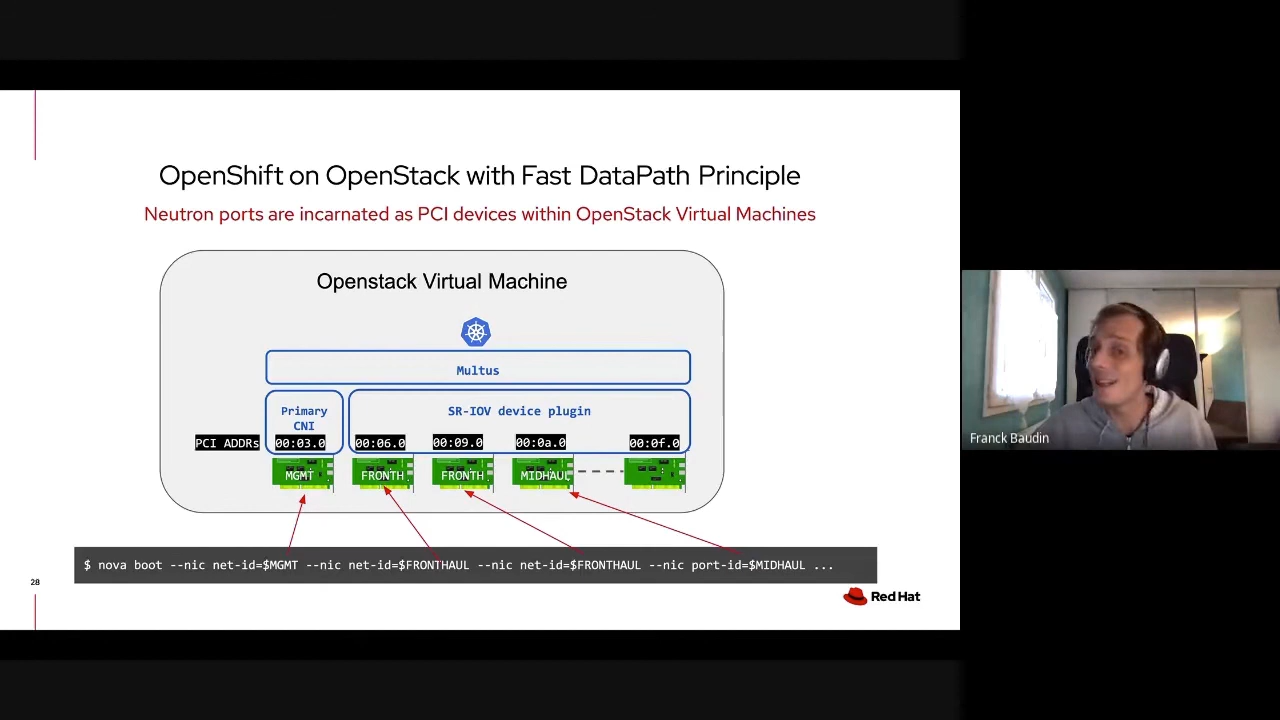 OpenShift on OpenStack with Fast DataPath Principle
Neutron ports are incarnated as PCI devices within OpenStack Virtual Machines
Openstack Virtual Machine
Multus
Primary
CNI
SR-IOV device plugin
PCI ADDRs
00:03.0
00:06.0
00:09.0
00:0a.0
00:0f.0
MGMT
FRONTH
FRONTH
MIDHAUL
$ nova boot --nic net-id=$MGMT --nic net-id=$FRONTHAUL --nic net-id=$FRONTHAUL --nic port-id=$MIDHAUL ...
28
Red Hat
Franck Baudin